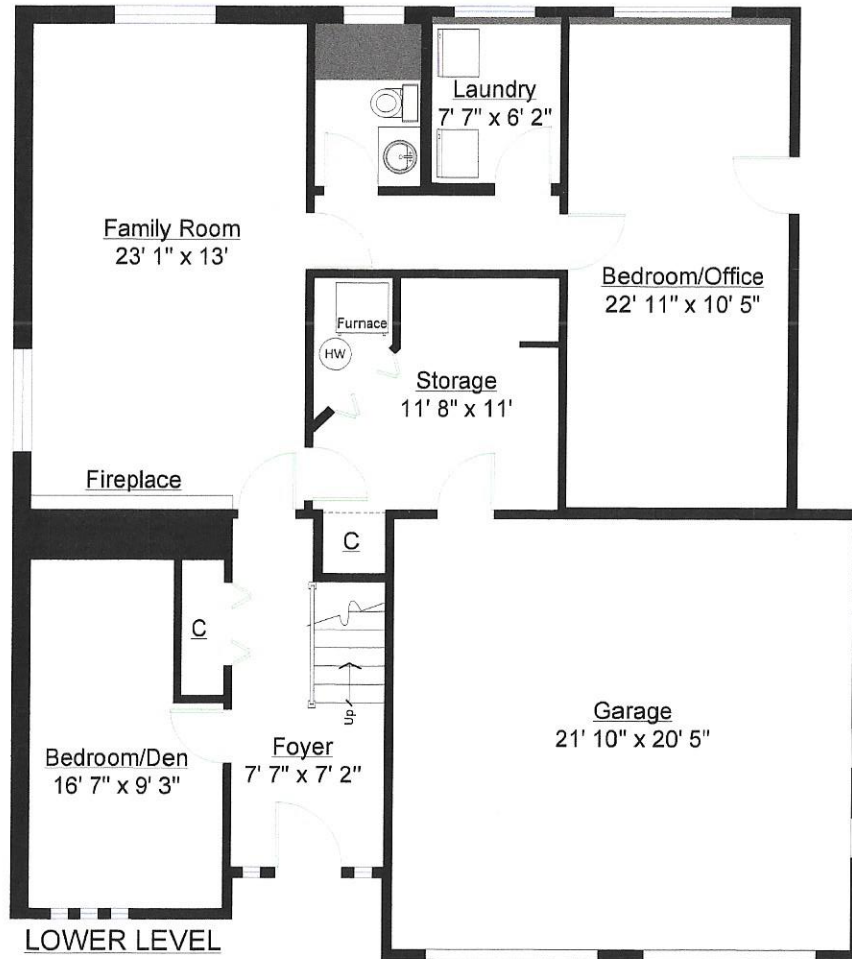 Laundry
7' 7" x 6' 2"
Family Room
23' 1" x 13'
Bedroom/Office
22' 11" x 10' 5"
Furnace
HW
Storage
11' 8" x 11'
Fireplace
C
C
Up
Garage
21' 10" x 20' 5"
Foyer
7' 7" x 7' 2"
Bedroom/Den
16' 7" x 9' 3"
LOWER LEVEL